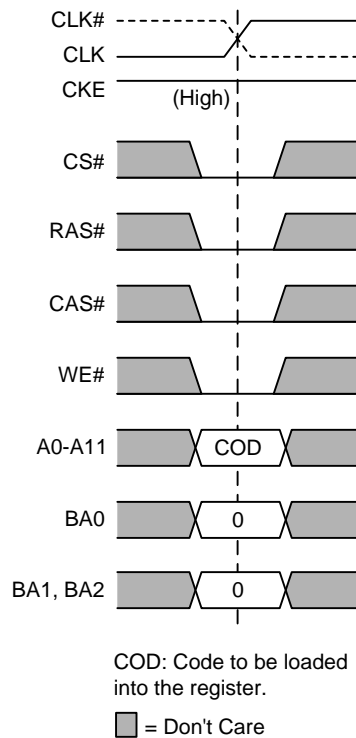 CLK#
CLK
CKE
(High)
CS#
RAS#
CAS#
WE#
A0-A11
COD
BA0
0
BA1, BA2
0
COD: Code to be loaded
into the register.
= Don't Care